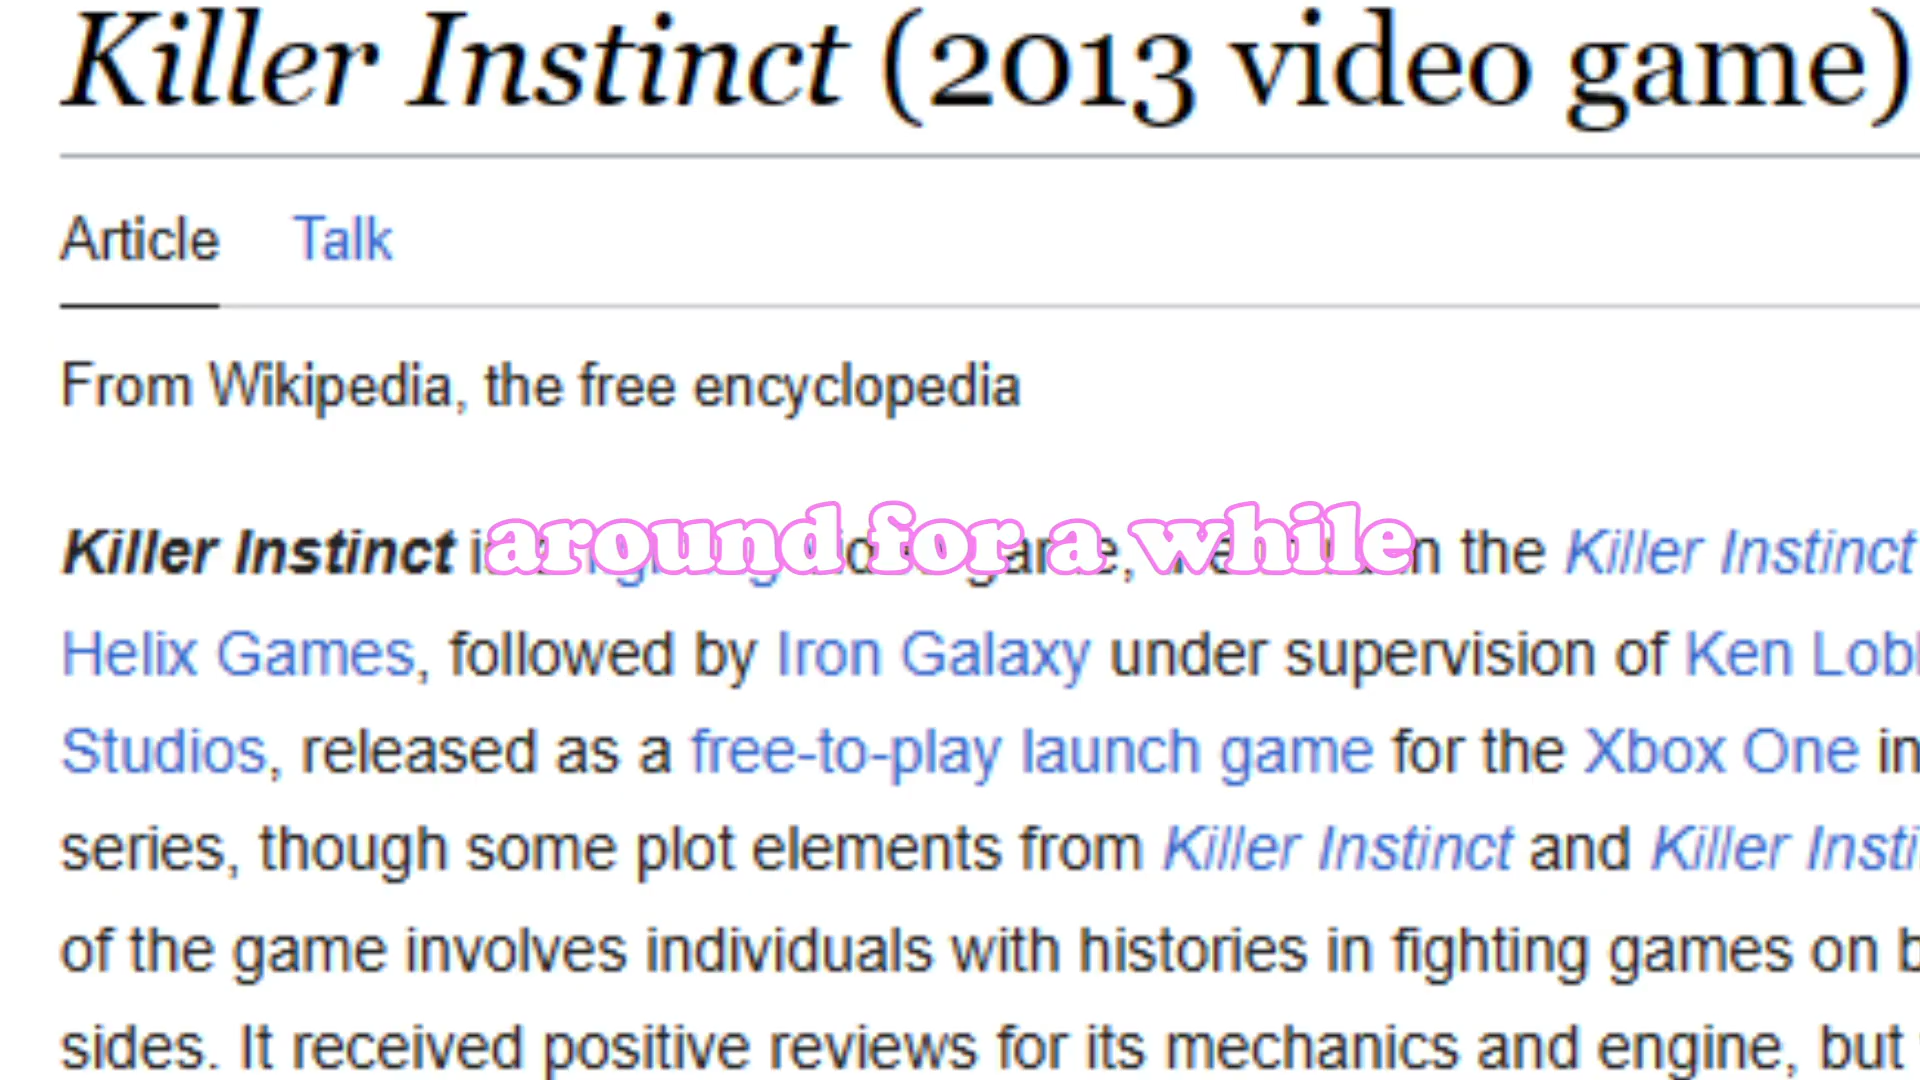 Killer Instinct (2013 video game)
Article Talk
From Wikipedia, the free encyclopedia
around for a while
Killer Instinct game, in the Killer Instinct
Helix Games, followed by Iron Galaxy under supervision of Ken
Studios, released as a free-to-play launch game for the Xbox One in
series, though some plot elements from Killer Instinct and Killer
of the game involves individuals with histories in fighting games on
sides. It received positive reviews for its mechanics and engine, but